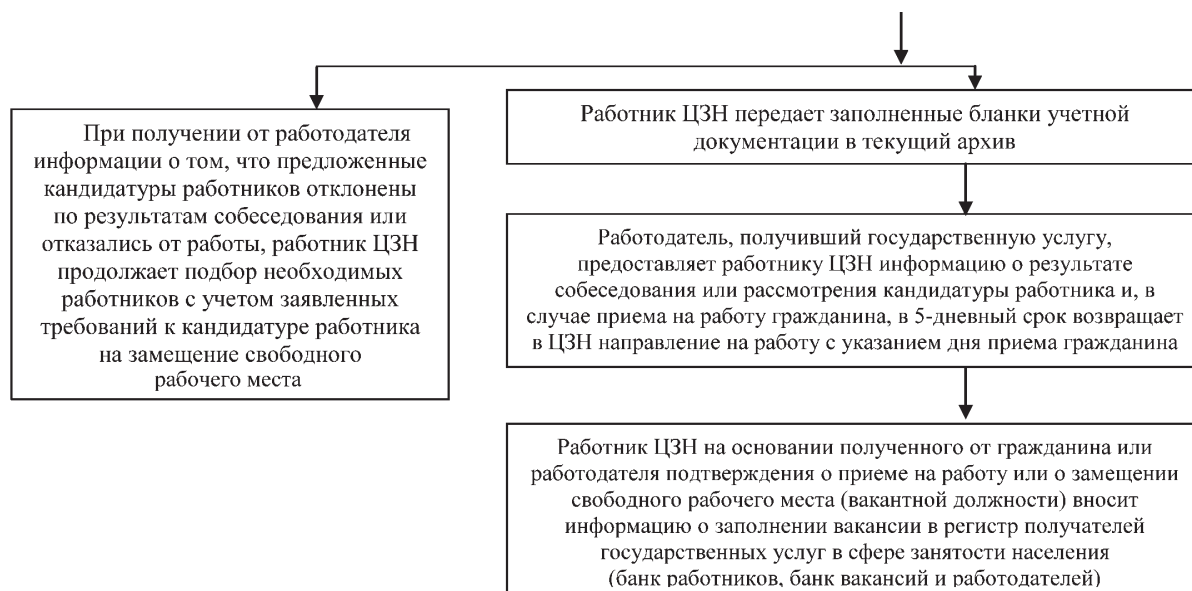 При получении от работодателя
информации о том, что предложенные
кандидатуры работников отклонены
по результатам собеседования или
отказались от работы, работник ЦЗН
продолжает подбор необходимых
работников с учетом заявленных
требований к кандидатуре работника
на замещение свободного
рабочего места
Работник ЦЗН передает заполненные бланки учетной
документации в текущий архив
Работодатель, получивший государственную услугу,
предоставляет работнику ЦЗН информацию о результате
собеседования или рассмотрения кандидатуры работника и, в
случае приема на работу гражданина, в 5-дневный срок возвращает
в ЦЗН направление на работу с указанием дня приема гражданина
Работник ЦЗН на основании полученного от гражданина или
работодателя подтверждения о приеме на работу или о замещении
свободного рабочего места (вакантной должности) вносит
информацию о заполнении вакансии в регистр получателей
государственных услуг в сфере занятости населения
(банк работников, банк вакансий и работодателей)